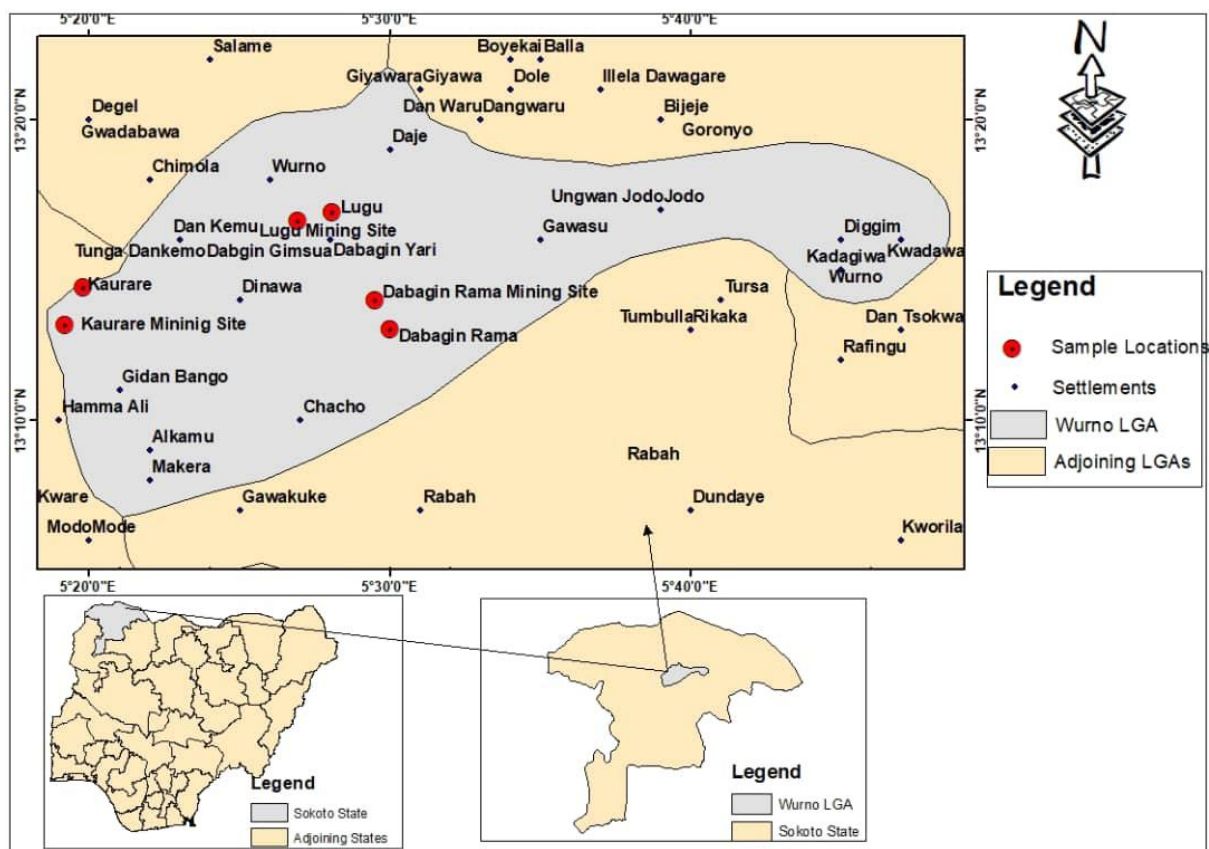 5°20'0"E
5°30'0"E
5°40'0"E
N
Salame
Boyekai Balla
Giyawara Giyawa
Dole
Illela Dawagare
Degel
Dan Waru Dangwaru
Bijeje
13°20'0"N
13°20'0"N
Gwadabawa
Daje
Goronyo
Chimola
Wurno
Ungwan Jodo Jodo
Lugu
Dan Kemu
Lugu Mining Site
Gawasu
Diggim
Tunga Dankemo Dabgin Gimsua
Dabagin Yari
Kadagiwa
Kwadawa
Wurno
Kaurare
Dinawa
Dabagin Rama Mining Site
Tursa
Kaurare Mininig Site
Dabagin Rama
Tumbulla Rikaka
Dan Tsokwa
Rafingu
Gidan Bango
Hamma Ali
Chacho
13°10'0"N
13°10'0"N
Alkamu
Makera
Rabah
Kware
Gawakuke
Rabah
Dundaye
Modo Mode
Kworila
5°20'0"E
5°30'0"E
5°40'0"E
Legend
Sample Locations
Settlements
Wurno LGA
Adjoining LGAs
Legend
Sokoto State
Adjoining States
Legend
Wurno LGA
Sokoto State